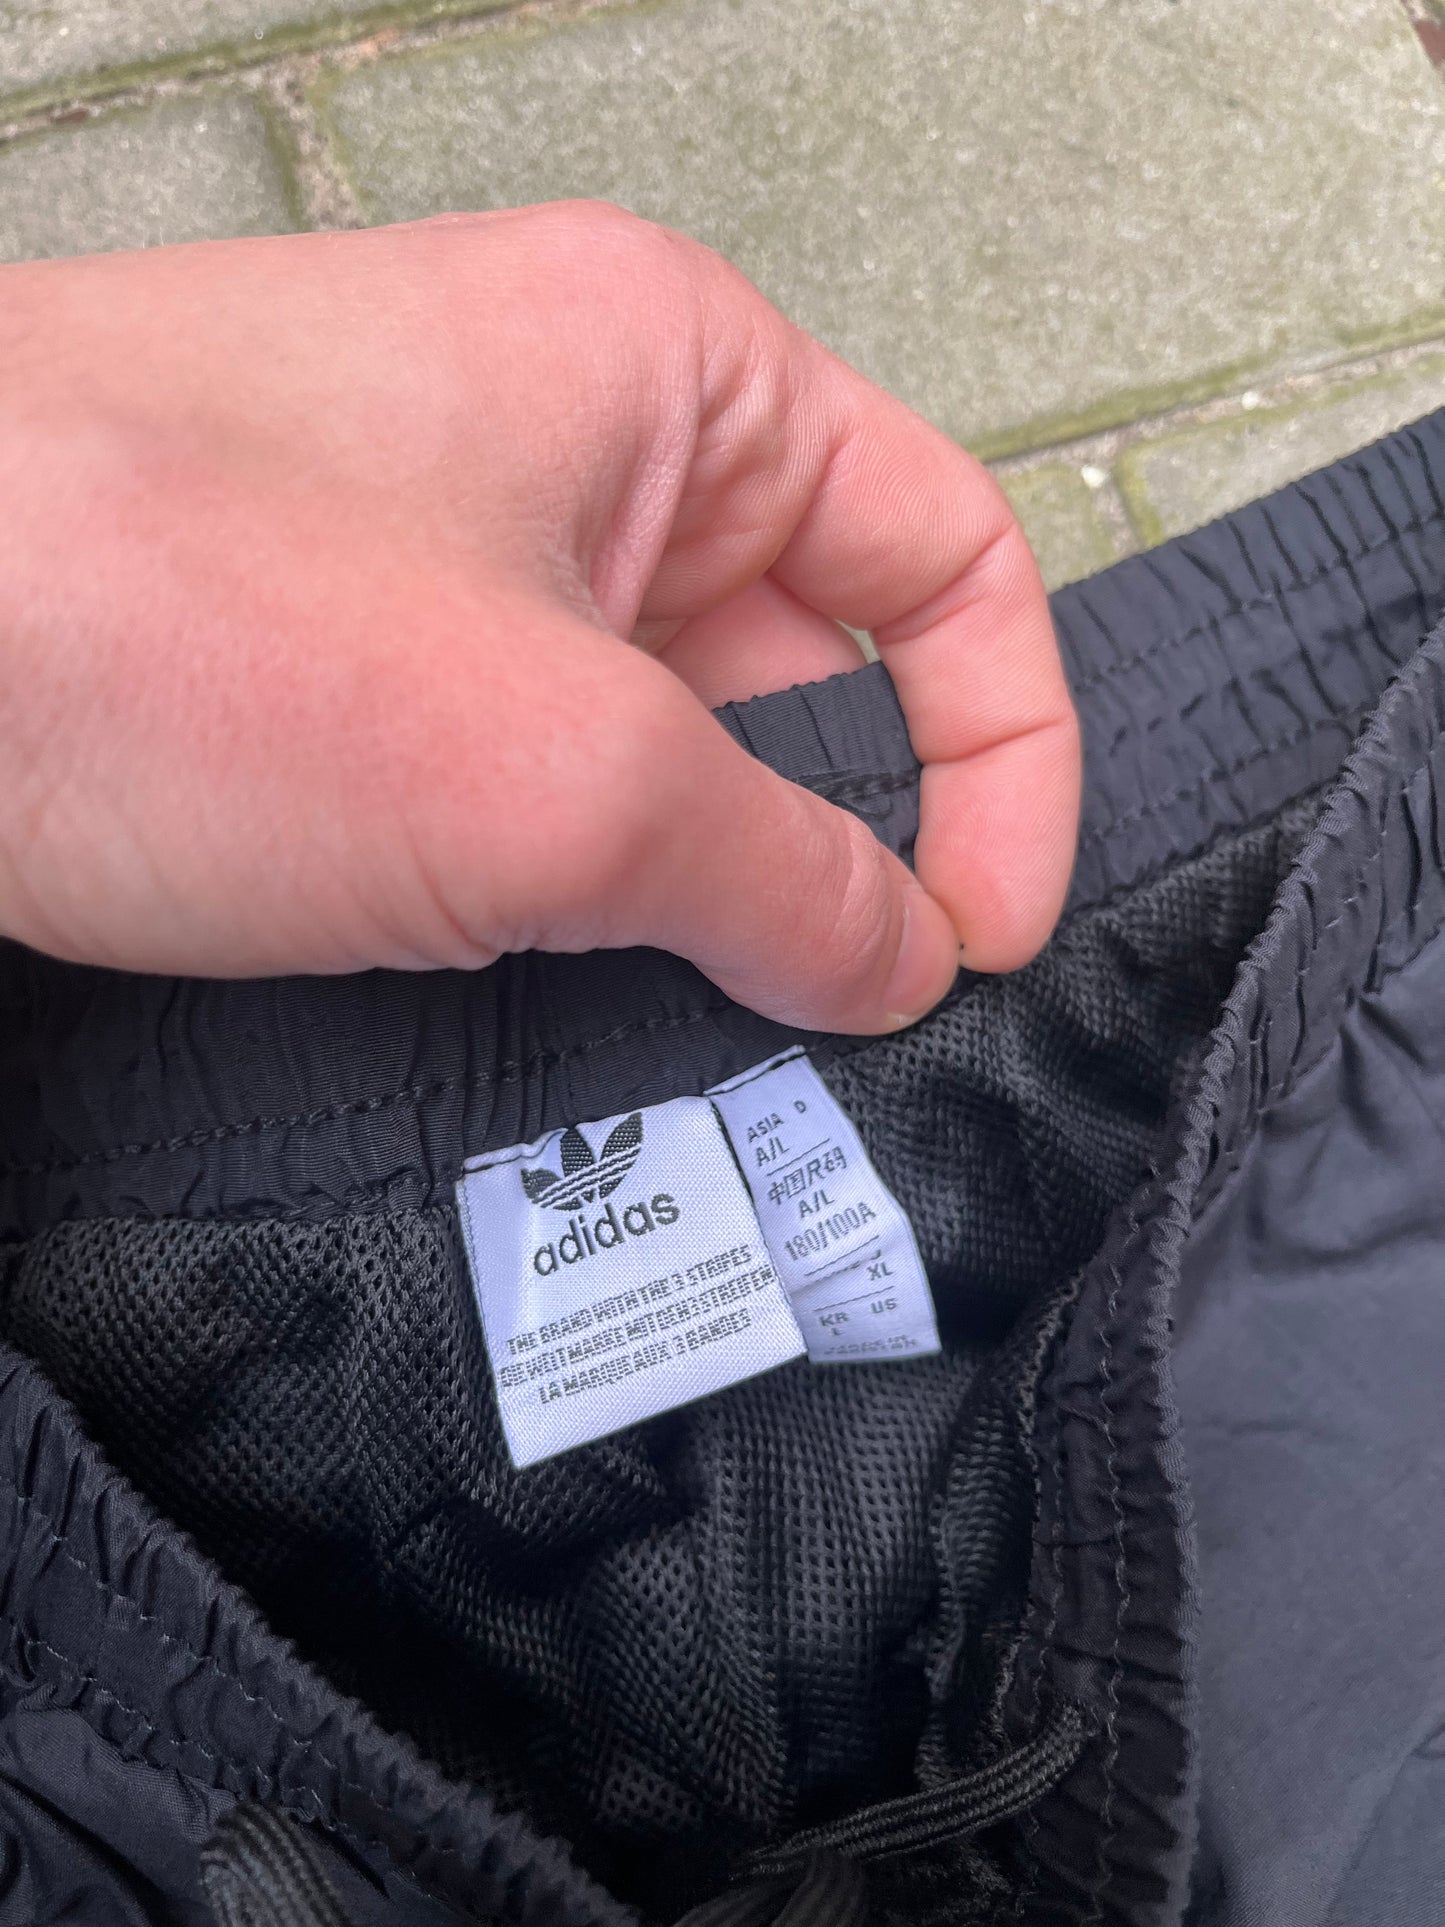 adidas
THE BRAND WITH THE 3 STRIPES
DIE WELTMARKE MIT DEN 3 STREIFEN
LA MARQUE AUX 3 BANDES
ASIA D
A/L
中国尺码
A/L
180/100A
J
XL
KR US
L